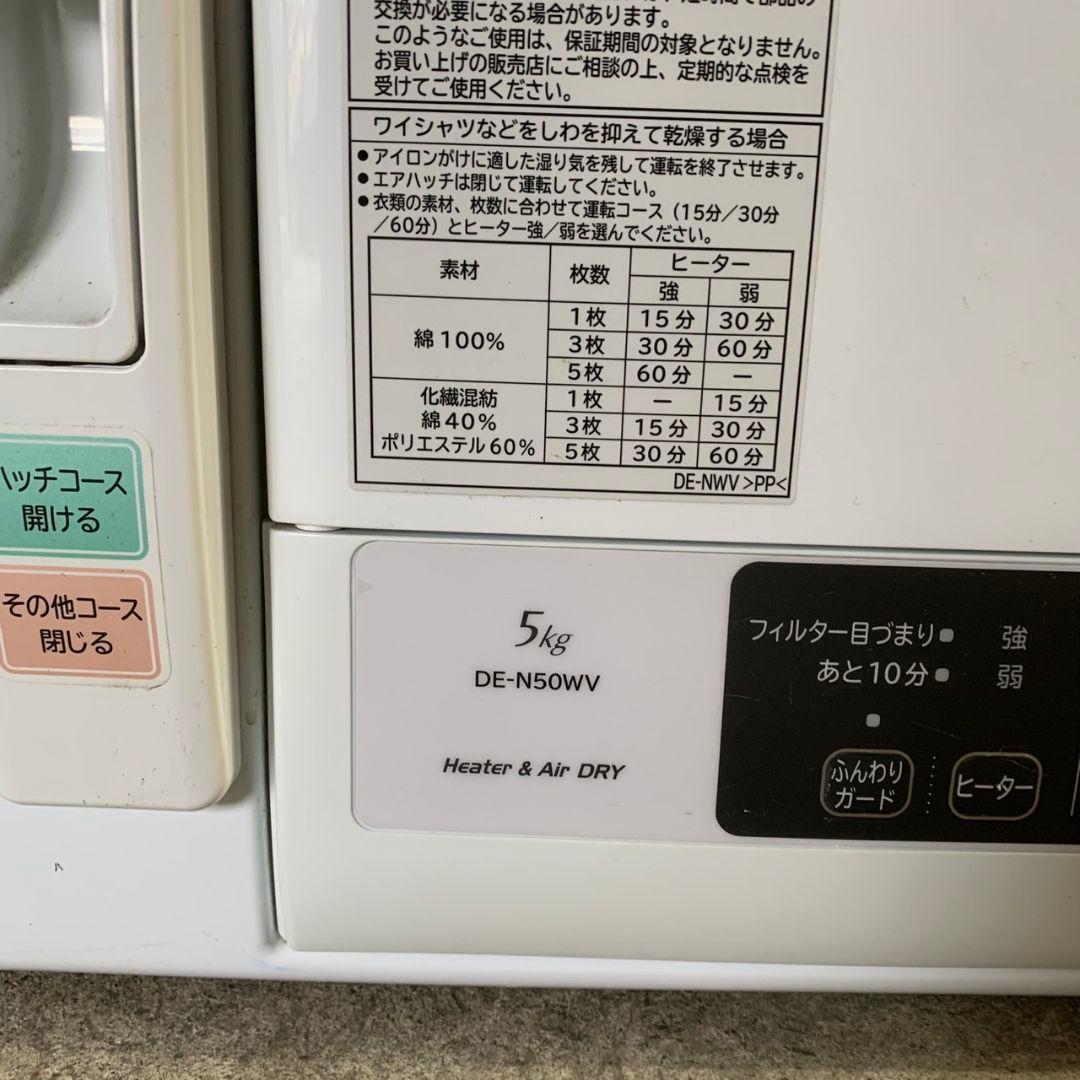 交換が必要になる場合があります。
このようなご使用は、保証期間の対象となりません。
お買い上げの販売店にご相談の上、定期的な点検を
受けてご使用ください。
ワイシャツなどをしわを抑えて乾燥する場合
●アイロンがけに適した湿り気を残して運転を終了させます。
●エアハッチは閉じて運転してください。
●衣類の素材、枚数に合わせて運転コース（15分／30分
／60分）とヒーター強／弱を選んでください。
素材 枚数 ヒーター
強 弱
綿100% 1枚 15分 30分
3枚 30分 60分
5枚 60分 ー
化繊混紡 綿40% ポリエステル60% 1枚 ー 15分
3枚 15分 30分
5枚 30分 60分
DE-NWV >PP<
ハッチコース
開ける
その他コース
閉じる
5kg
DE-N50WV
Heater & Air DRY
フィルター目づまり 強
あと10分 弱
ふんわり
ガード
ヒーター